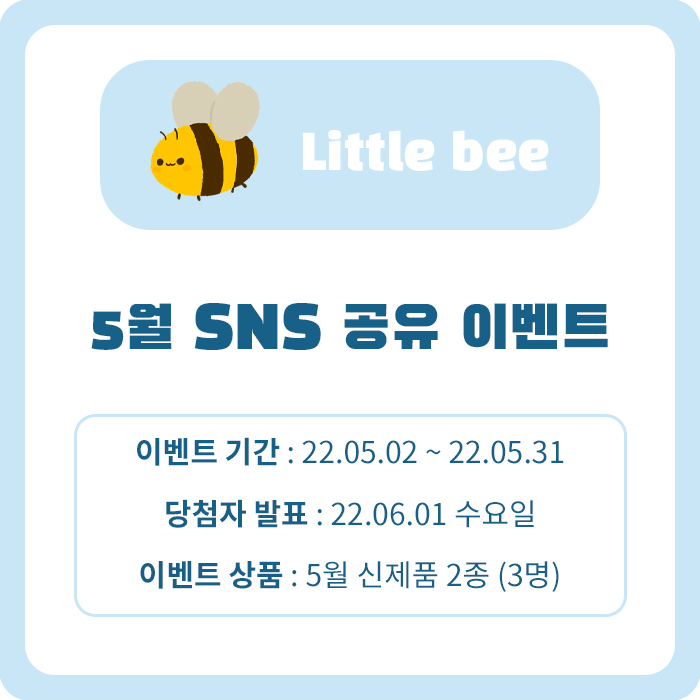 Little bee
5월 SNS 공유 이벤트
이벤트 기간 : 22.05.02 ~ 22.05.31
당첨자 발표 : 22.06.01 수요일
이벤트 상품 : 5월 신제품 2종 (3명)